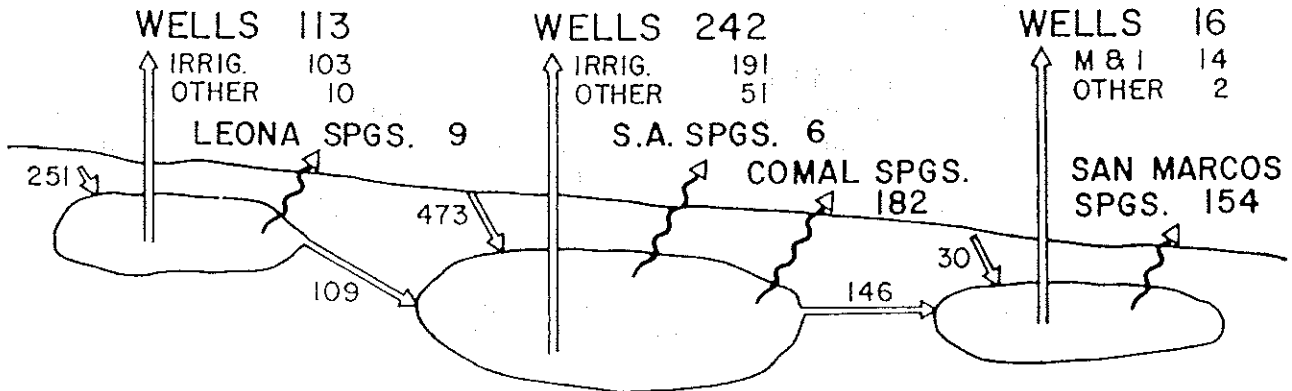 WELLS 113
IRRIG. 103
OTHER 10
LEONA SPGS. 9
251
109
WELLS 242
IRRIG. 191
OTHER 51
S.A. SPGS. 6
COMAL SPGS.
182
473
146
WELLS 16
M & I 14
OTHER 2
SAN MARCOS
SPGS. 154
30